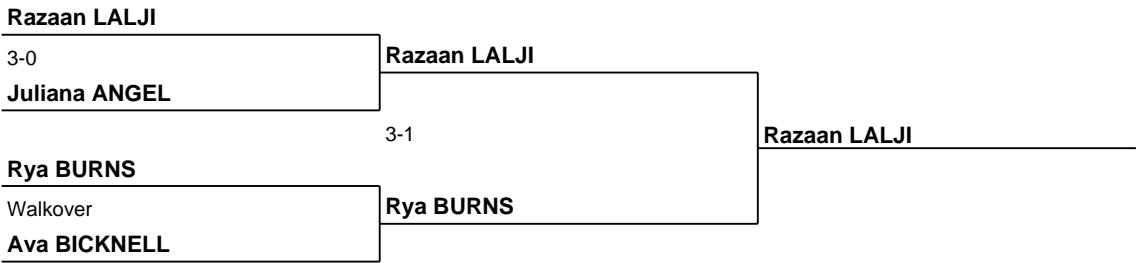 Razaan LALJI
3-0
Juliana ANGEL
Razaan LALJI
3-1
Razaan LALJI
Rya BURNS
Walkover
Ava BICKNELL
Rya BURNS